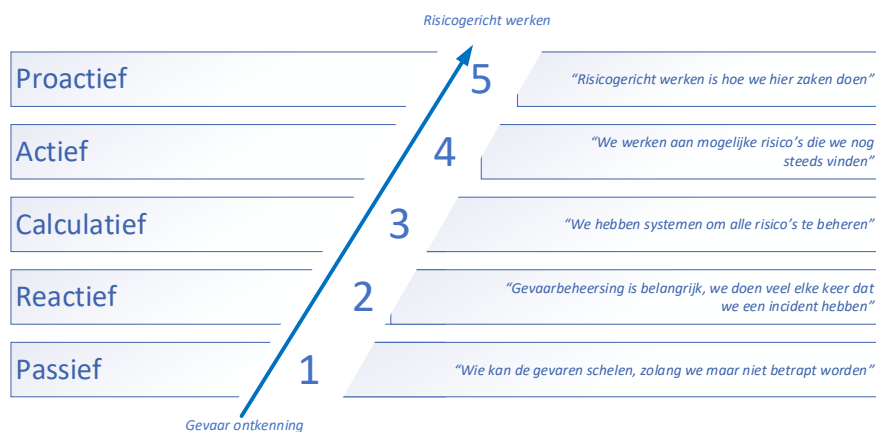 Risicogericht werken
Proactief
5
“Risicogericht werken is hoe we hier zaken doen”
Actief
4
“We werken aan mogelijke risico’s die we nog
steeds vinden”
Calculatief
3
“We hebben systemen om alle risico’s te beheren”
Reactief
2
“Gevaarbeheersing is belangrijk, we doen veel elke keer dat
we een incident hebben”
Passief
1
“Wie kan de gevaren schelen, zolang we maar niet betrapt worden”
Gevaar ontkenning